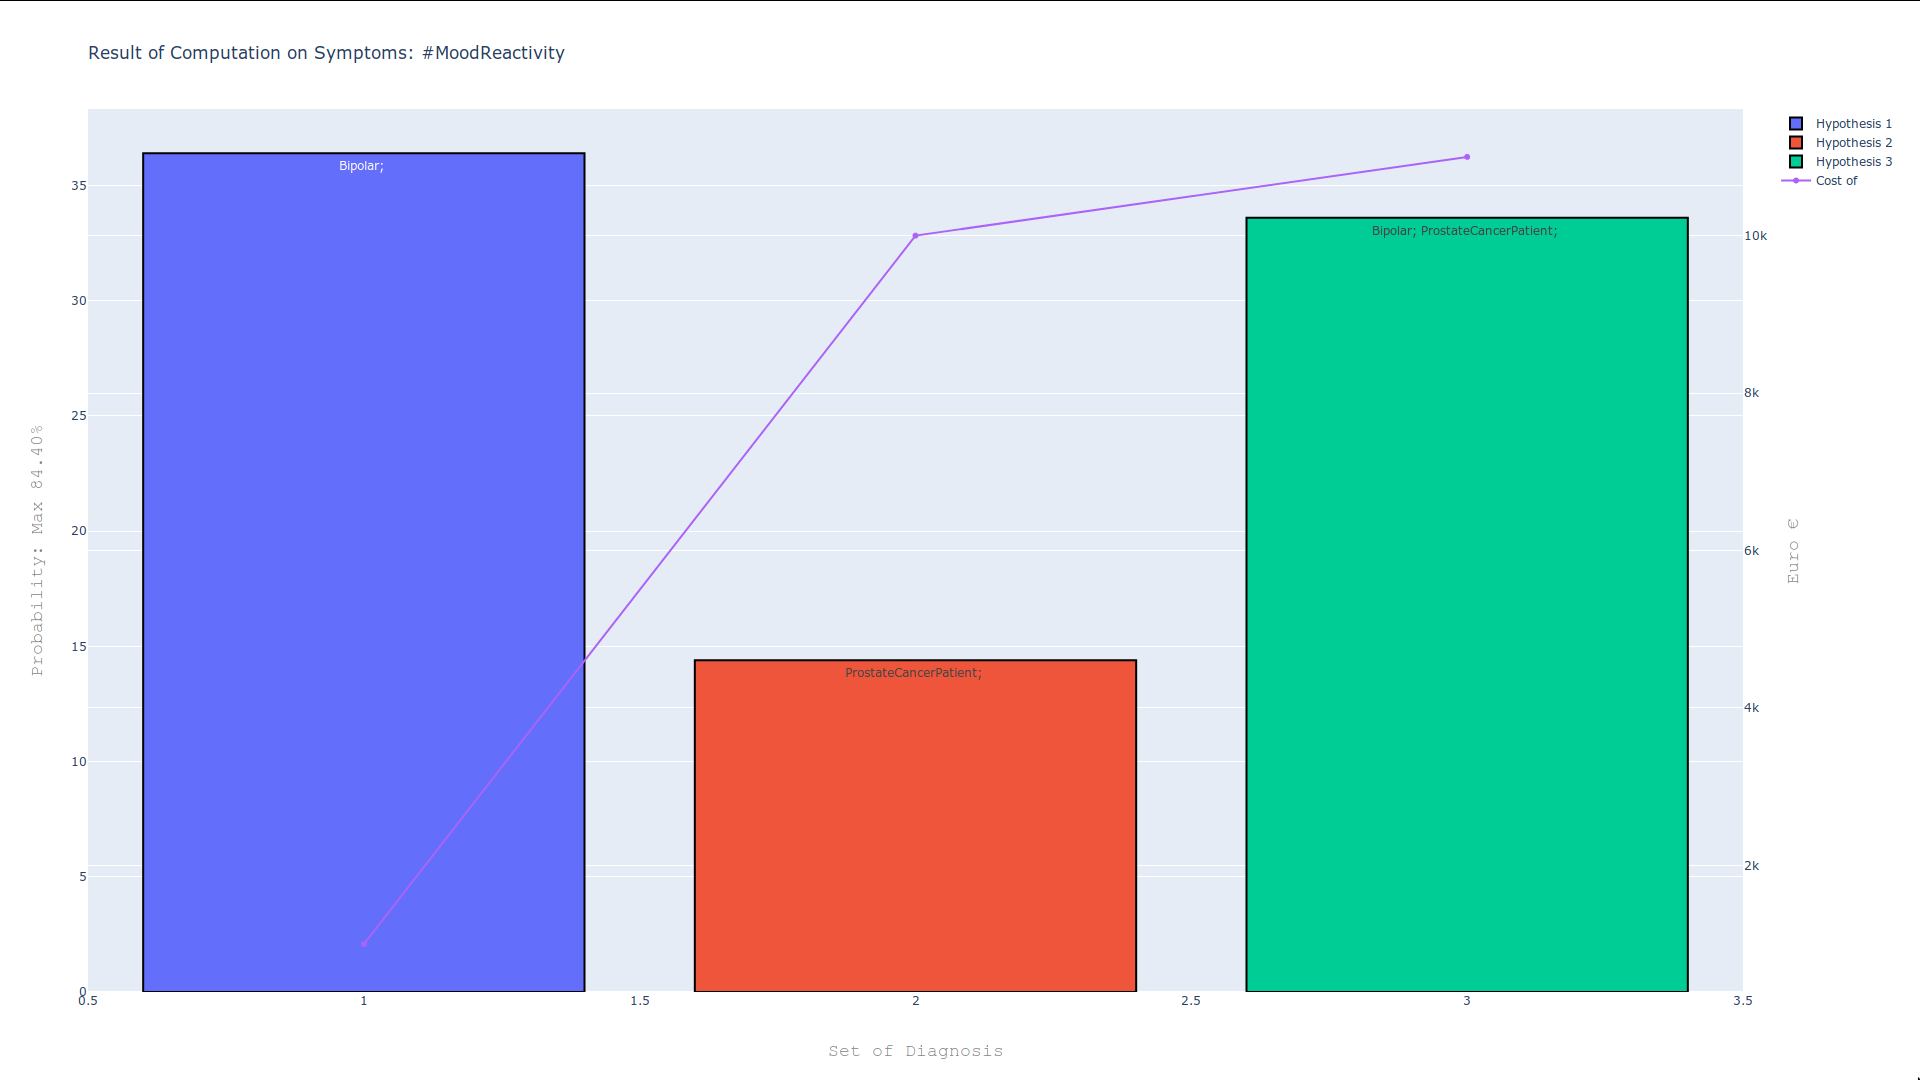 Result of Computation on Symptoms: #MoodReactivity
Hypothesis 1
Hypothesis 2
Hypothesis 3
Cost of
Bipolar;
ProstateCancerPatient;
Bipolar; ProstateCancerPatient;
Probability: Max 84.40%
35
30
25
20
15
10
5
0
10k
8k
6k
4k
2k
Euro €
0.5
1
1.5
2
2.5
3
3.5
Set of Diagnosis